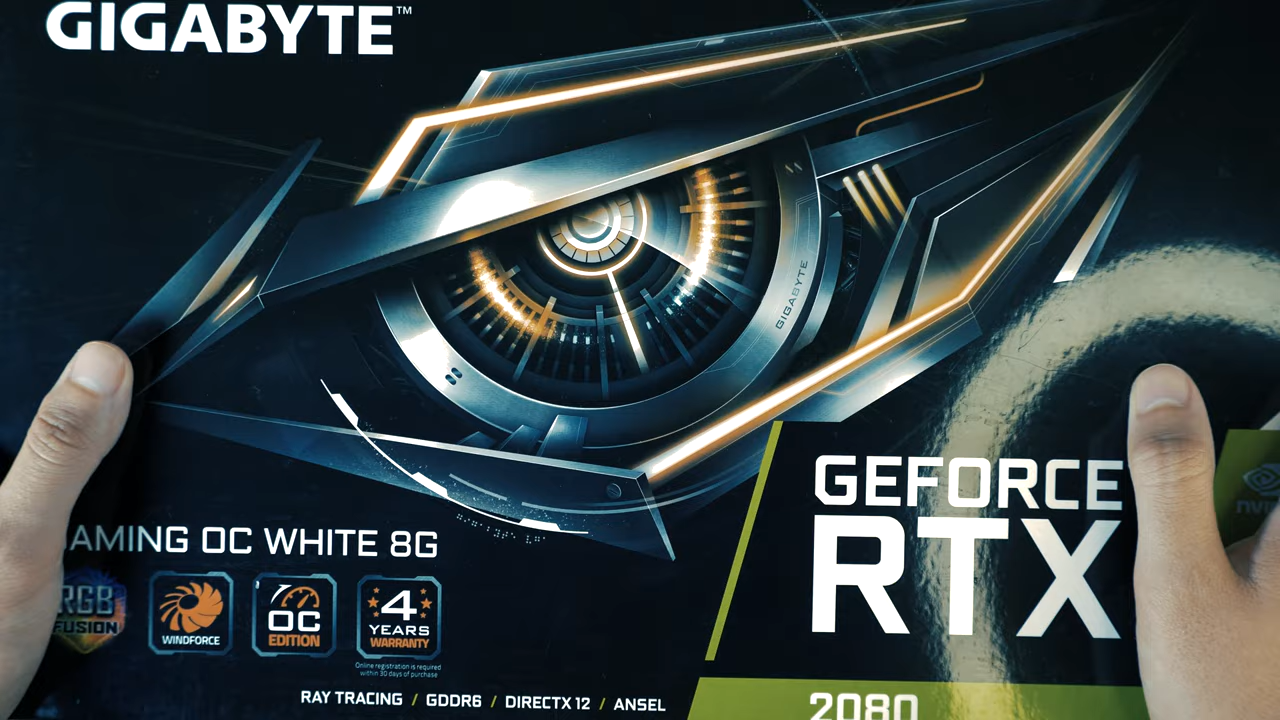 GIGABYTE™
GIGABYTE
GEFORCE
RTX
2080
AMING OC WHITE 8G
RGB
FUSION
WINDFORCE
OC
EDITION
4
YEARS
WARRANTY
Online registration is required
within 30 days of purchase
RAY TRACING / GDDR6 / DIRECTX 12 / ANSEL